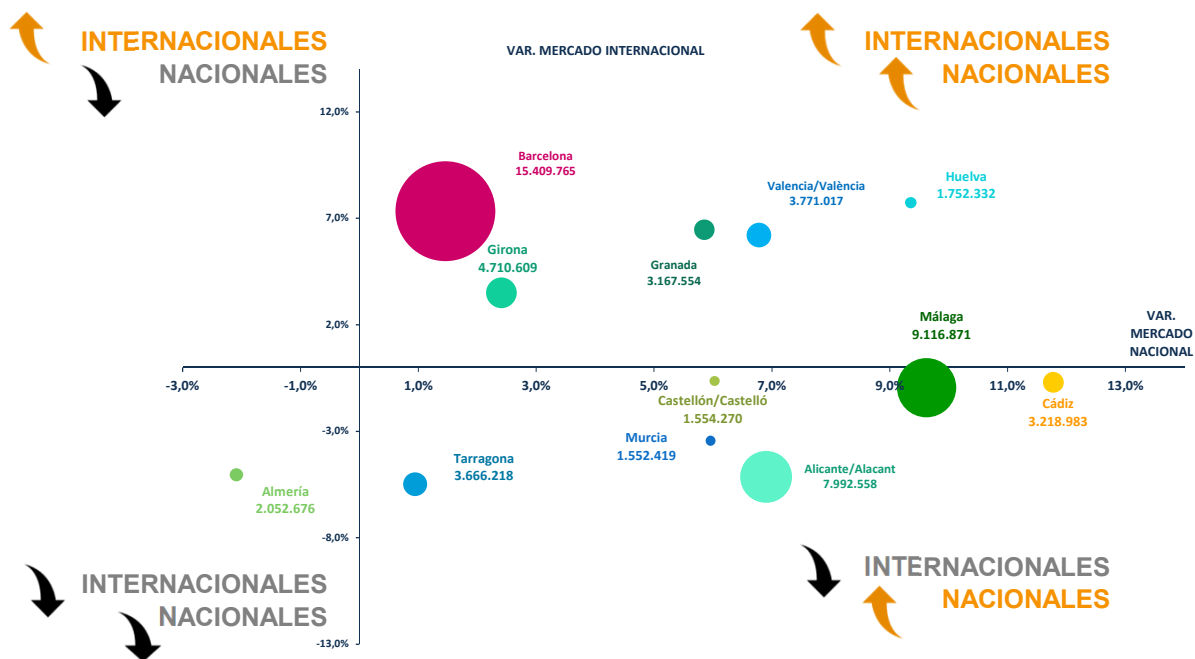 INTERNACIONALES
NACIONALES
VAR. MERCADO INTERNACIONAL
INTERNACIONALES
NACIONALES
12,0%
Barcelona
15.409.765
Valencia/València
3.771.017
Huelva
1.752.332
7,0%
Girona
4.710.609
Granada
3.167.554
2,0%
Málaga
9.116.871
VAR.
MERCADO
NACIONAL
-3,0% -1,0% 1,0% 3,0% 5,0% 7,0% 9,0% 11,0% 13,0%
Castellón/Castelló
1.554.270
Cádiz
3.218.983
-3,0%
Murcia
1.552.419
Tarragona
3.666.218
Alicante/Alacant
7.992.558
Almería
2.052.676
-8,0%
INTERNACIONALES
NACIONALES
INTERNACIONALES
NACIONALES
-13,0%